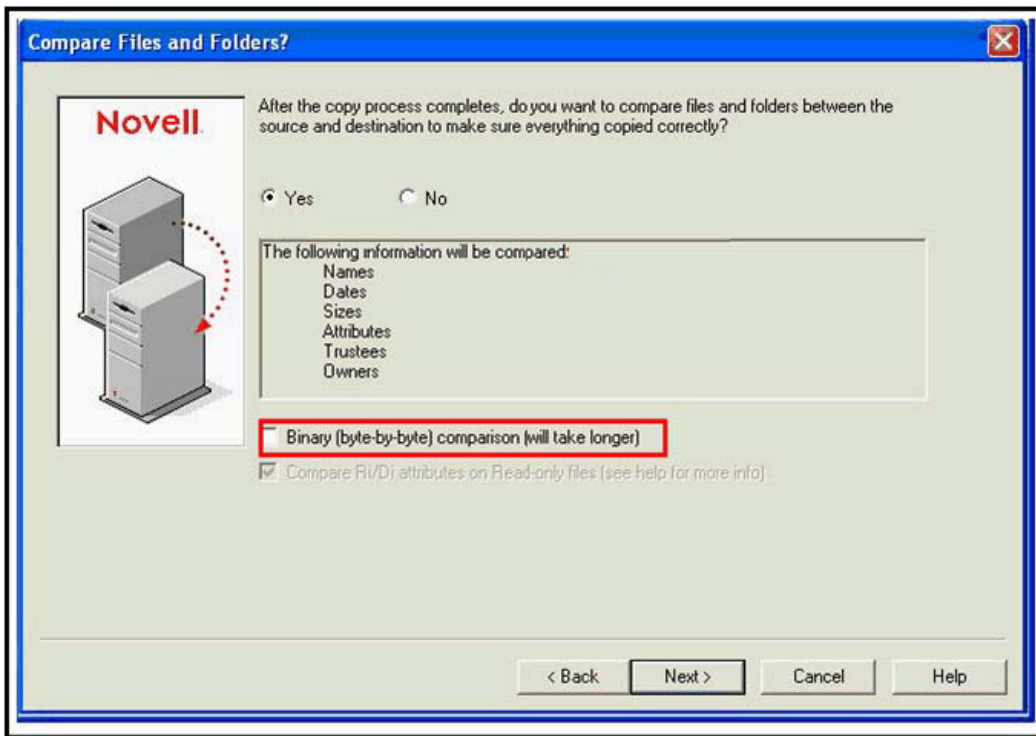 Compare Files and Folders?
Novell
After the copy process completes, do you want to compare files and folders between the
source and destination to make sure everything copied correctly?
Yes No
The following information will be compared:
Names
Dates
Sizes
Attributes
Trustees
Owners
Binary (byte-by-byte) comparison (will take longer)
Compare Ri/Di attributes on Read-only files (see help for more info)
< Back Next > Cancel Help